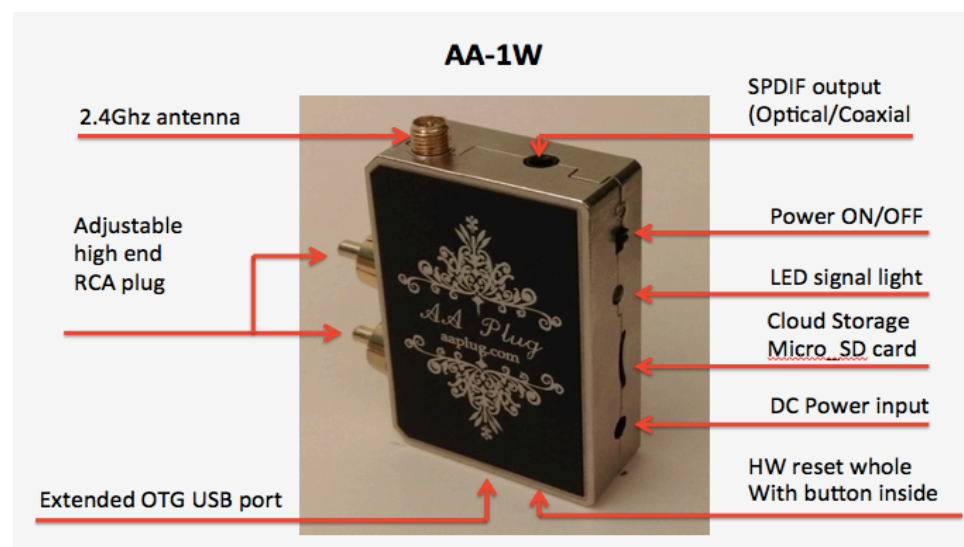 AA-1W
2.4Ghz antenna
SPDIF output
(Optical/Coaxial
Adjustable
high end
RCA plug
Power ON/OFF
LED signal light
Cloud Storage
Micro_SD card
DC Power input
AA Plug
aaplug.com
Extended OTG USB port
HW reset whole
With button inside